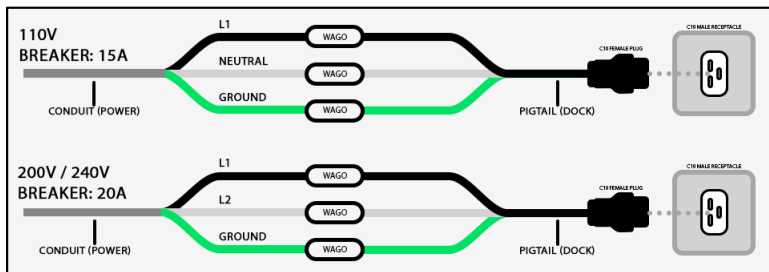 110V
BREAKER: 15A
L1
WAGO
NEUTRAL
WAGO
GROUND
WAGO
CONDUIT (POWER)
PIGTAIL (DOCK)
C19 FEMALE PLUG
C19 MALE RECEPTACLE
200V / 240V
BREAKER: 20A
L1
WAGO
L2
WAGO
GROUND
WAGO
CONDUIT (POWER)
PIGTAIL (DOCK)
C19 FEMALE PLUG
C19 MALE RECEPTACLE